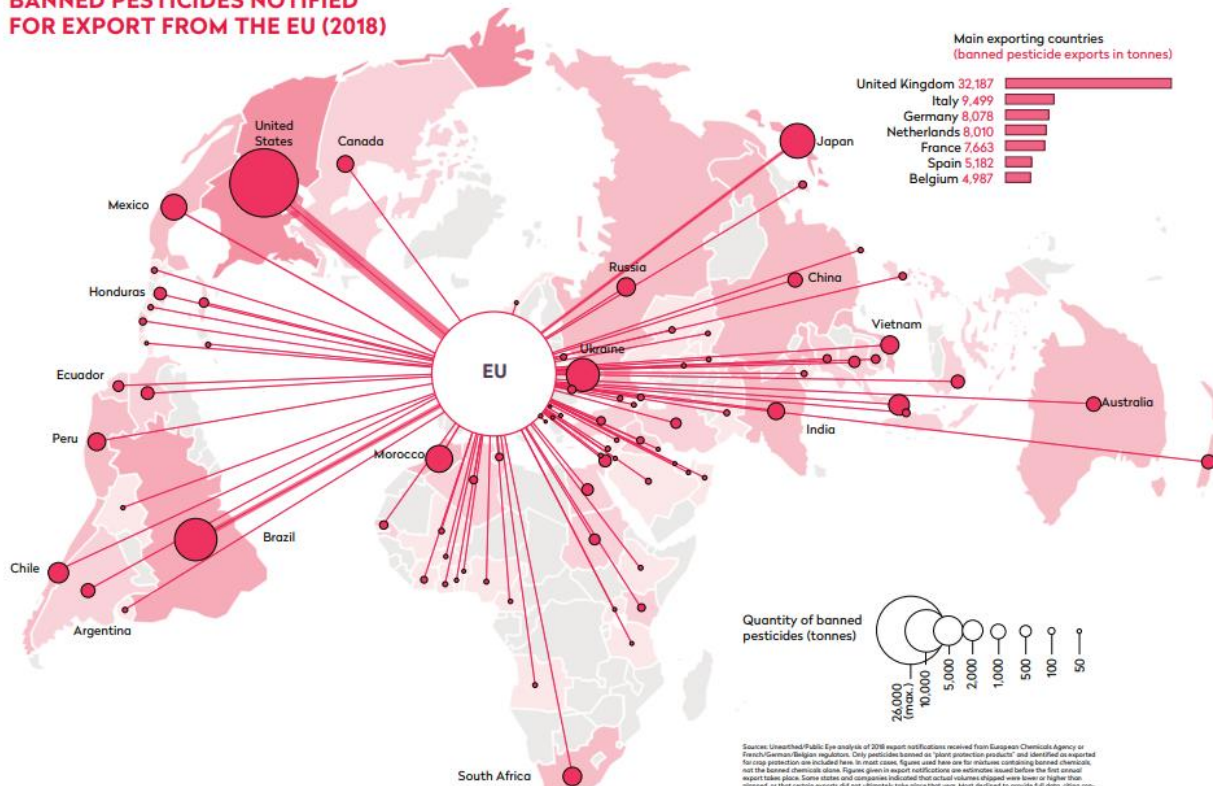 BANNED PESTICIDES NOTIFIED
FOR EXPORT FROM THE EU (2018)
Main exporting countries
(banned pesticide exports in tonnes)
United Kingdom 32,187
Italy 9,499
Germany 8,078
Netherlands 8,010
France 7,663
Spain 5,182
Belgium 4,987
United
States
Canada
Japan
Mexico
Russia
China
Honduras
Vietnam
Ukraine
EU
Ecuador
Australia
India
Peru
Morocco
Brazil
Chile
Argentina
South Africa
Quantity of banned
pesticides (tonnes)
26,000
(max.)
10,000
5,000
2,000
1,000
500
100
50
Sources: Unearthed/Public Eye analysis of 2018 export notifications received from European Chemicals Agency or
French/German/Belgian regulators. Only pesticides banned as "plant protection products" and identified as exported
for crop protection are included here. In most cases, figures used here are for mixtures containing banned chemicals,
not the banned chemicals alone. Figures given in export notifications are estimates issued before the first annual
export takes place. Some states and companies indicated that actual volumes shipped were lower or higher than